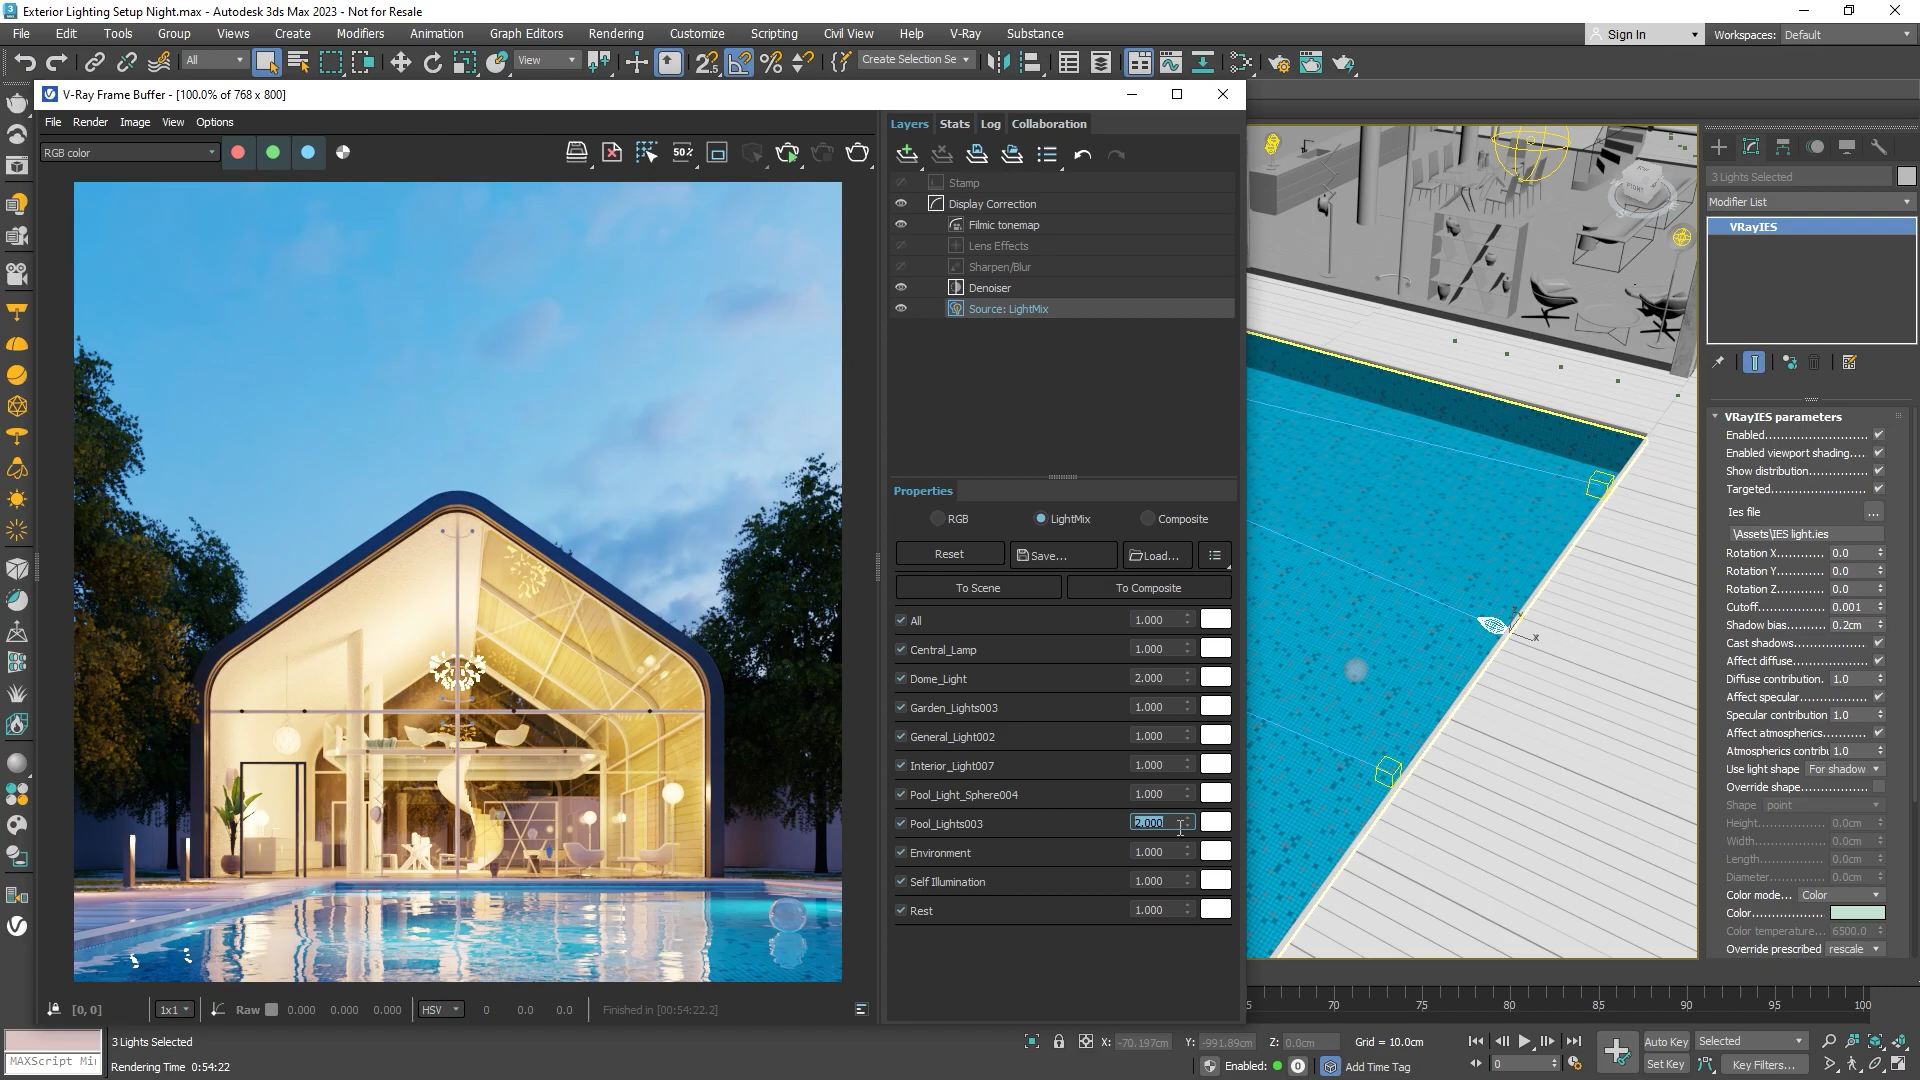 Exterior Lighting Setup Night.max - Autodesk 3ds Max 2023 - Not for Resale
File Edit Tools Group Views Create Modifiers Animation Graph Editors Rendering Customize Scripting Civil View Help V-Ray Substance
Sign In Workspaces: Default
All View Create Selection Se
V-Ray Frame Buffer - [100.0% of 768 x 800]
File Render Image View Options
RGB color
50%
Layers Stats Log Collaboration
Stamp
Display Correction
Filmic tonemap
Lens Effects
Sharpen/Blur
Denoiser
Source: LightMix
Properties
RGB LightMix Composite
Reset Save... Load...
To Scene To Composite
All 1.000
Central_Lamp 1.000
Dome_Light 2.000
Garden_Lights003 1.000
General_Light002 1.000
Interior_Light007 1.000
Pool_Light_Sphere004 1.000
Pool_Lights003 2.000
Environment 1.000
Self Illumination 1.000
Rest 1.000
[0, 0] 1x1 Raw 0.000 0.000 0.000 HSV 0 0.0 0.0 Finished in [00:54:22.2]
3 Lights Selected
Modifier List
VRayIES
VRayIES parameters
Enabled
Enabled viewport shading....
Show distribution
Targeted
Ies file ...
\Assets\IES light.ies
Rotation X 0.0
Rotation Y 0.0
Rotation Z 0.0
Cutoff 0.001
Shadow bias 0.2cm
Cast shadows
Affect diffuse
Diffuse contribution. 1.0
Affect specular
Specular contribution 1.0
Affect atmospherics
Atmospherics contribu 1.0
Use light shape For shadow
Override shape
Shape point
Height 0.0cm
Width 0.0cm
Length 0.0cm
Diameter 0.0cm
Color mode... Color
Color
Color temperature... 6500.0
Override prescribed rescale
X
5 70 75 80 85 90 95 100
3 Lights Selected
MAXScript Mi
Rendering Time 0:54:22
X: -70.197cm Y: -991.89cm Z: 0.0cm Grid = 10.0cm
Enabled: 0 Add Time Tag
0
Auto Key Selected
Set Key Key Filters...